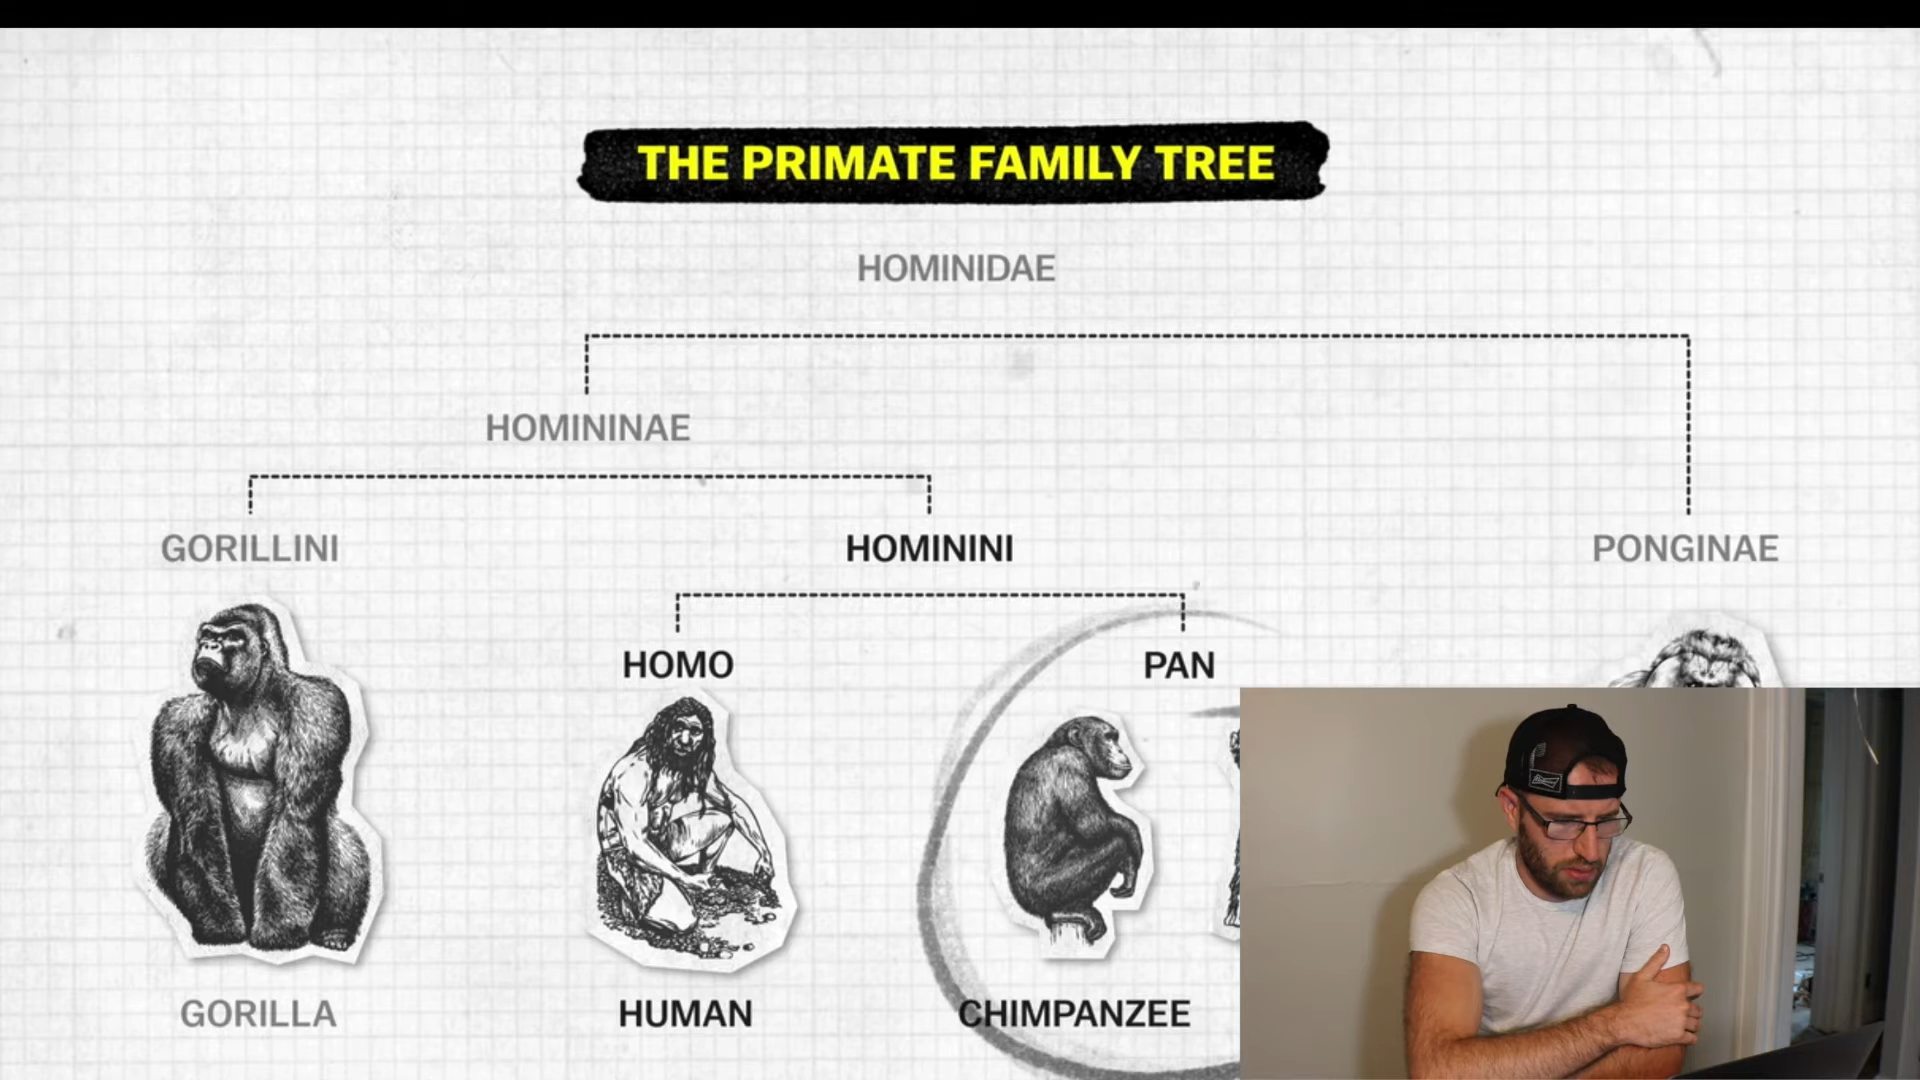 THE PRIMATE FAMILY TREE
HOMINIDAE
HOMININAE
GORILLINI
HOMININI
PONGINAE
HOMO
PAN
GORILLA
HUMAN
CHIMPANZEE